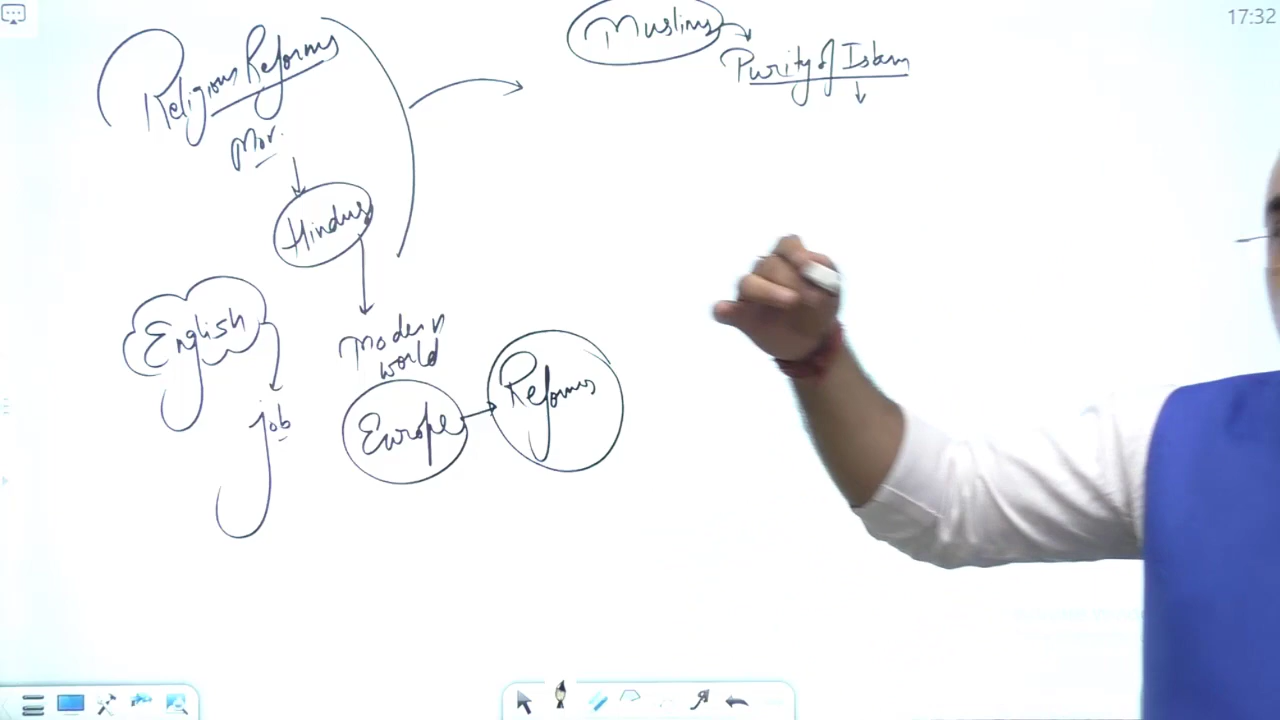 17:32
Religious Reforms
Mov.
Hindus
Modern
world
Europe
Reforms
English
job
Muslims
Purity of Islam